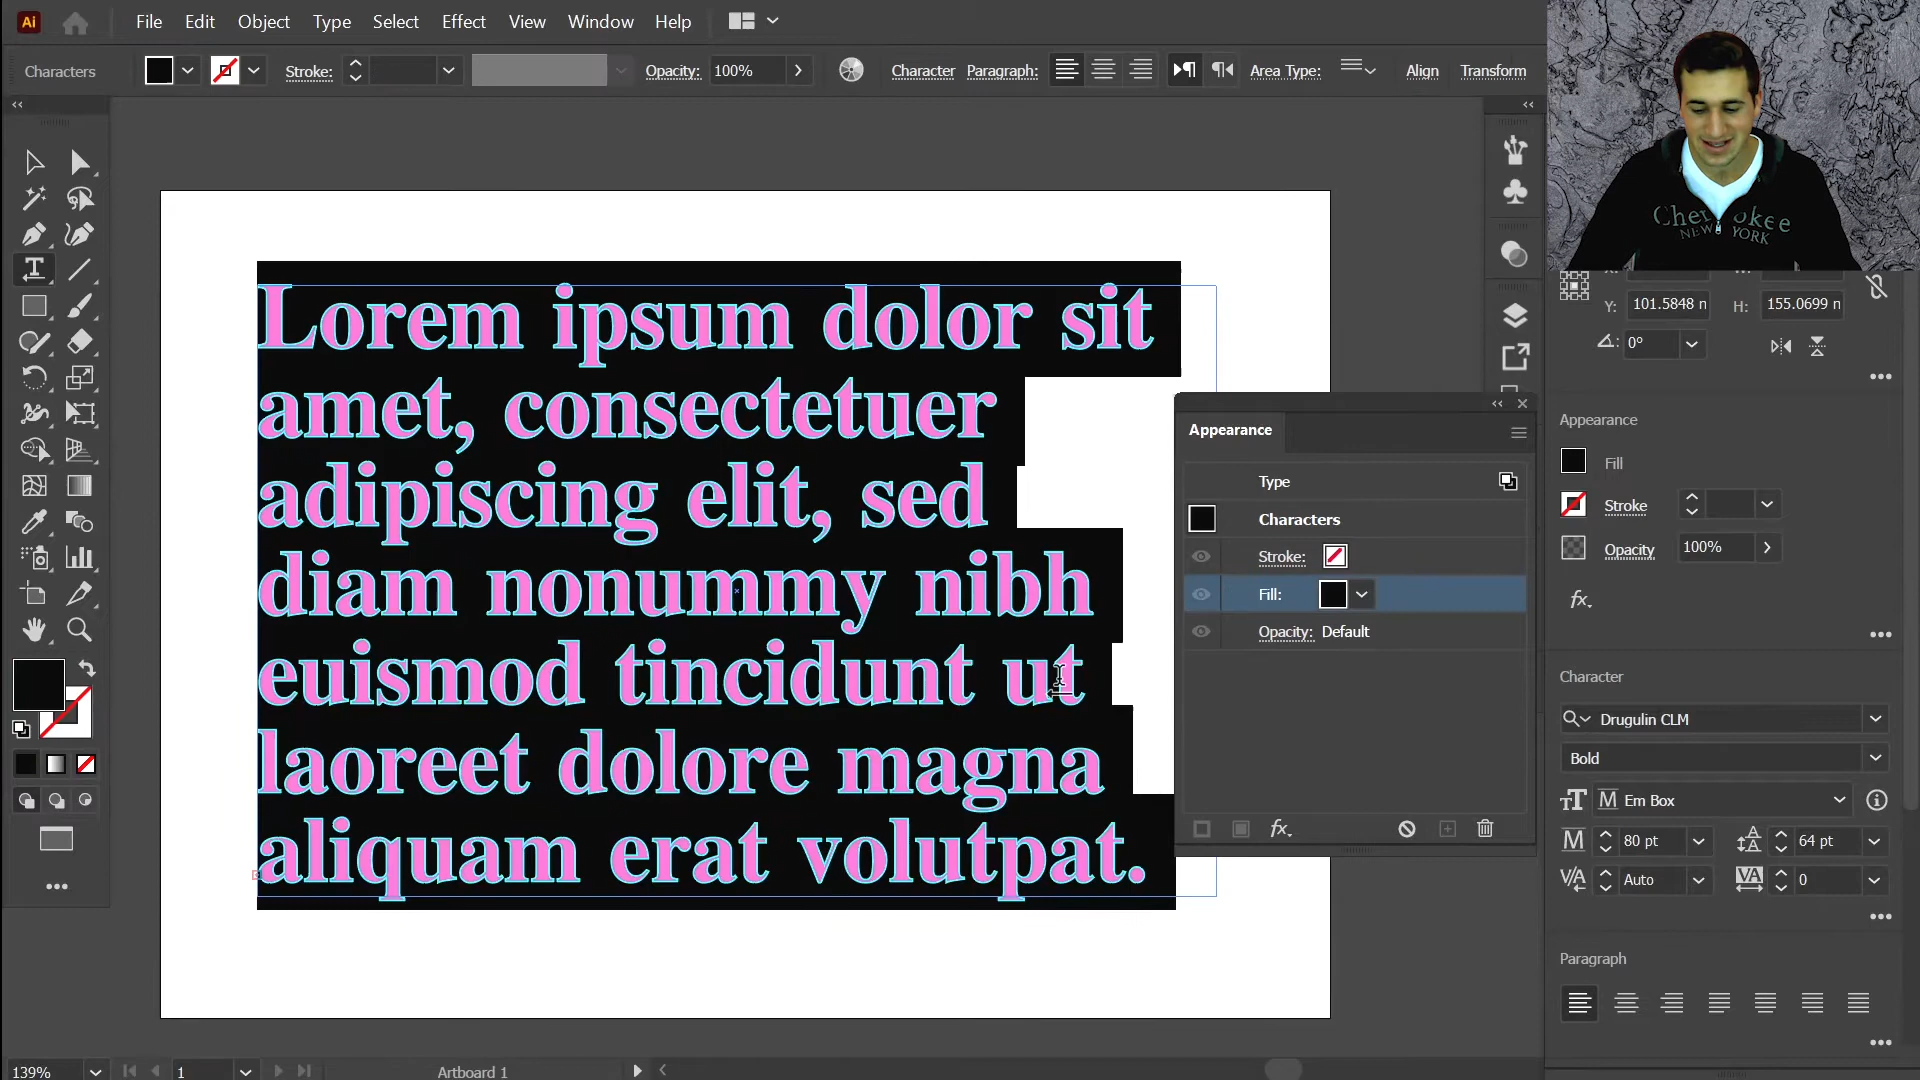 Ai File Edit Object Type Select Effect View Window Help
Characters Stroke: Opacity: 100% Character Paragraph: Area Type: Align Transform
Cherokee
NEW YORK
Lorem ipsum dolor sit
amet, consectetuer
adipiscing elit, sed
diam nonummy nibh
euismod tincidunt ut
laoreet dolore magna
aliquam erat volutpat.
Appearance
Type
Characters
Stroke:
Fill:
Opacity: Default
fx
Y: 101.5848 n H: 155.0699 n
0°
Appearance
Fill
Stroke
Opacity 100%
fx
Character
Drugulin CLM
Bold
Em Box
80 pt 64 pt
Auto 0
Paragraph
139% 1 Artboard 1